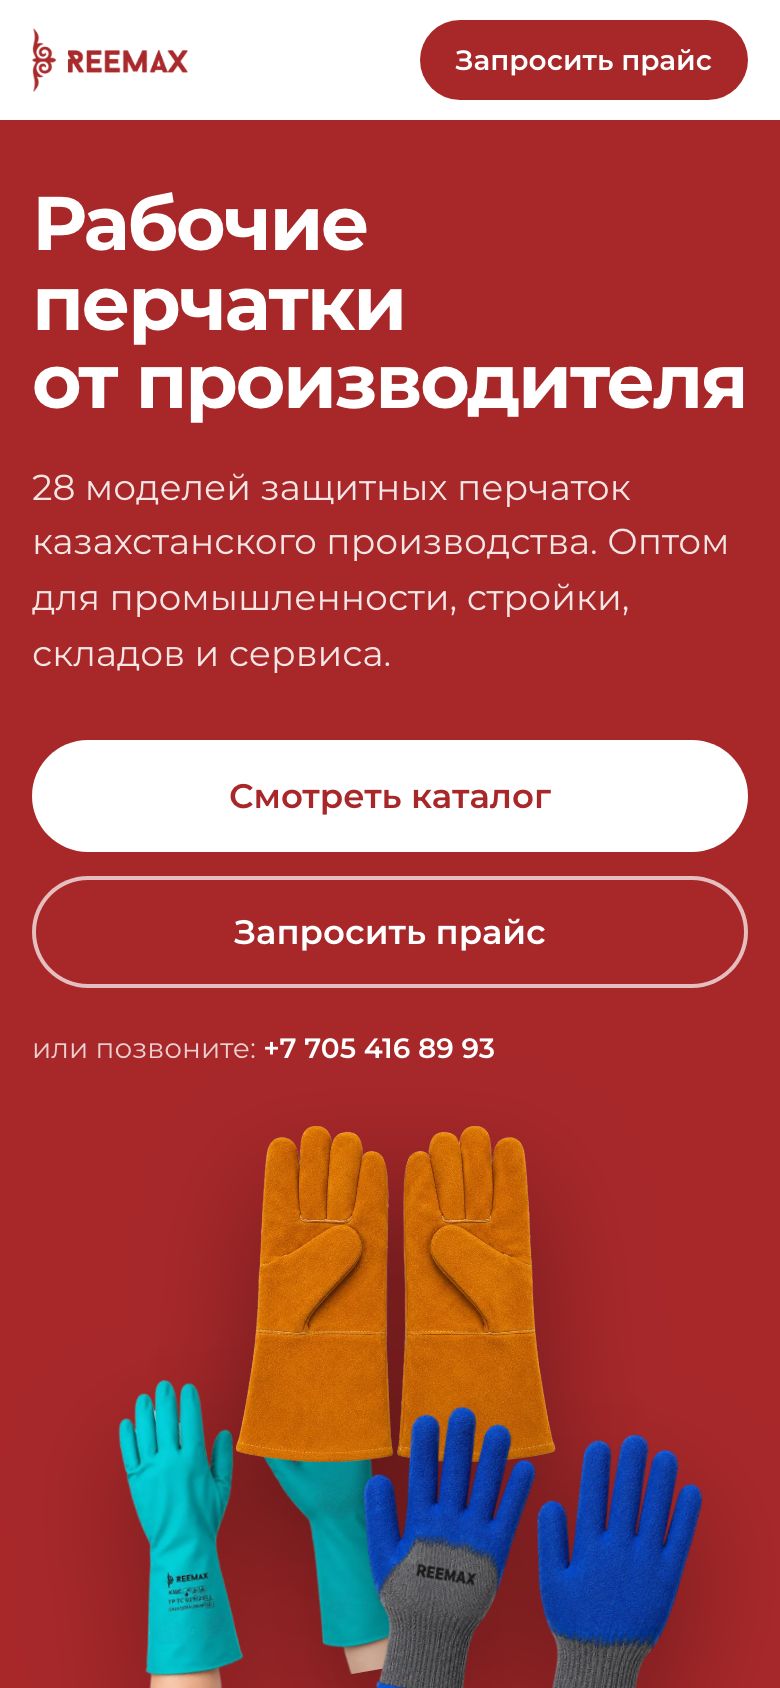 REEMAX
Запросить прайс
Рабочие
перчатки
от производителя
28 моделей защитных перчаток
казахстанского производства. Оптом
для промышленности, стройки,
складов и сервиса.
Смотреть каталог
Запросить прайс
или позвоните: +7 705 416 89 93
REEMAX
REEMAX